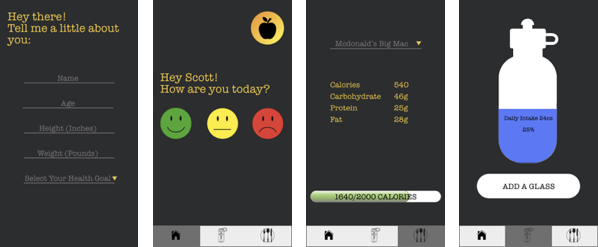 Hey there!
Tell me a little about
you:
Name
Age
Height (Inches)
Weight (Pounds)
Select Your Health Goal
Hey Scott!
How are you today?
Mcdonald's Big Mac
Calories 540
Carbohydrate 46g
Protein 25g
Fat 28g
1640/2000 CALORIES
Daily Intake 24oz
25%
ADD A GLASS